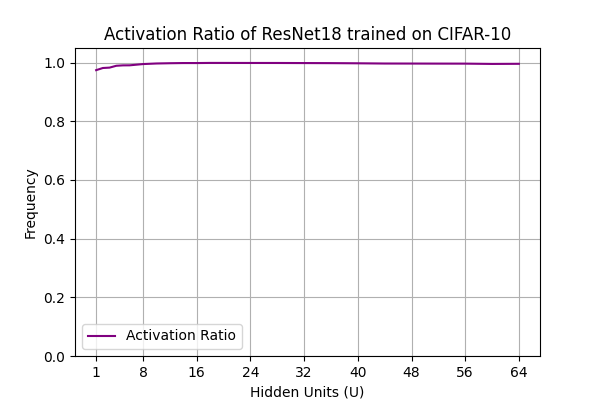 Activation Ratio of ResNet18 trained on CIFAR-10
1.0
0.8
0.6
0.4
0.2
0.0
Frequency
Activation Ratio
1 8 16 24 32 40 48 56 64
Hidden Units (U)